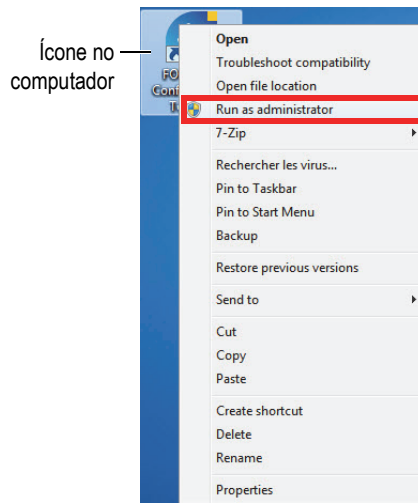 Ícone no
computador
Open
Troubleshoot compatibility
Open file location
Run as administrator
7-Zip
Rechercher les virus...
Pin to Taskbar
Pin to Start Menu
Backup
Restore previous versions
Send to
Cut
Copy
Paste
Create shortcut
Delete
Rename
Properties